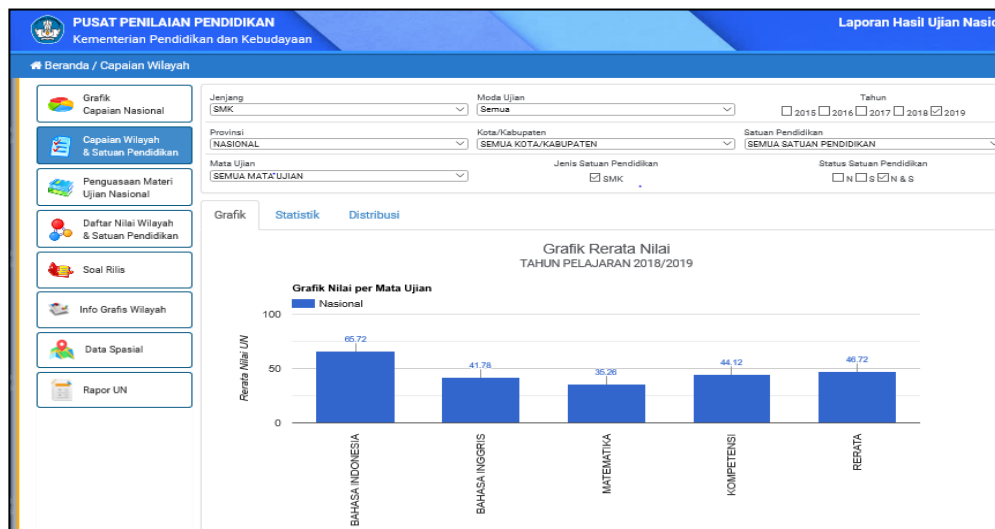 PUSAT PENILAIAN PENDIDIKAN
Kementerian Pendidikan dan Kebudayaan
Laporan Hasil Ujian Nasio
Beranda / Capaian Wilayah
Grafik
Capaian Nasional
Capaian Wilayah
& Satuan Pendidikan
Penguasaan Materi
Ujian Nasional
Daftar Nilai Wilayah
& Satuan Pendidikan
Soal Rilis
Info Grafis Wilayah
Data Spasial
Rapor UN
Jenjang
SMK
Moda Ujian
Semua
Tahun
2015 2016 2017 2018 2019
Provinsi
NASIONAL
Kota/Kabupaten
SEMUA KOTA/KABUPATEN
Satuan Pendidikan
SEMUA SATUAN PENDIDIKAN
Mata Ujian
SEMUA MATA UJIAN
Jenis Satuan Pendidikan
SMK
Status Satuan Pendidikan
N S N & S
Grafik Statistik Distribusi
Grafik Rerata Nilai
TAHUN PELAJARAN 2018/2019
Grafik Nilai per Mata Ujian
Nasional
Rerata Nilai UN
100
50
0
65.72
41.78
35.26
44.12
46.72
BAHASA INDONESIA
BAHASA INGGRIS
MATEMATIKA
KOMPETENSI
RERATA